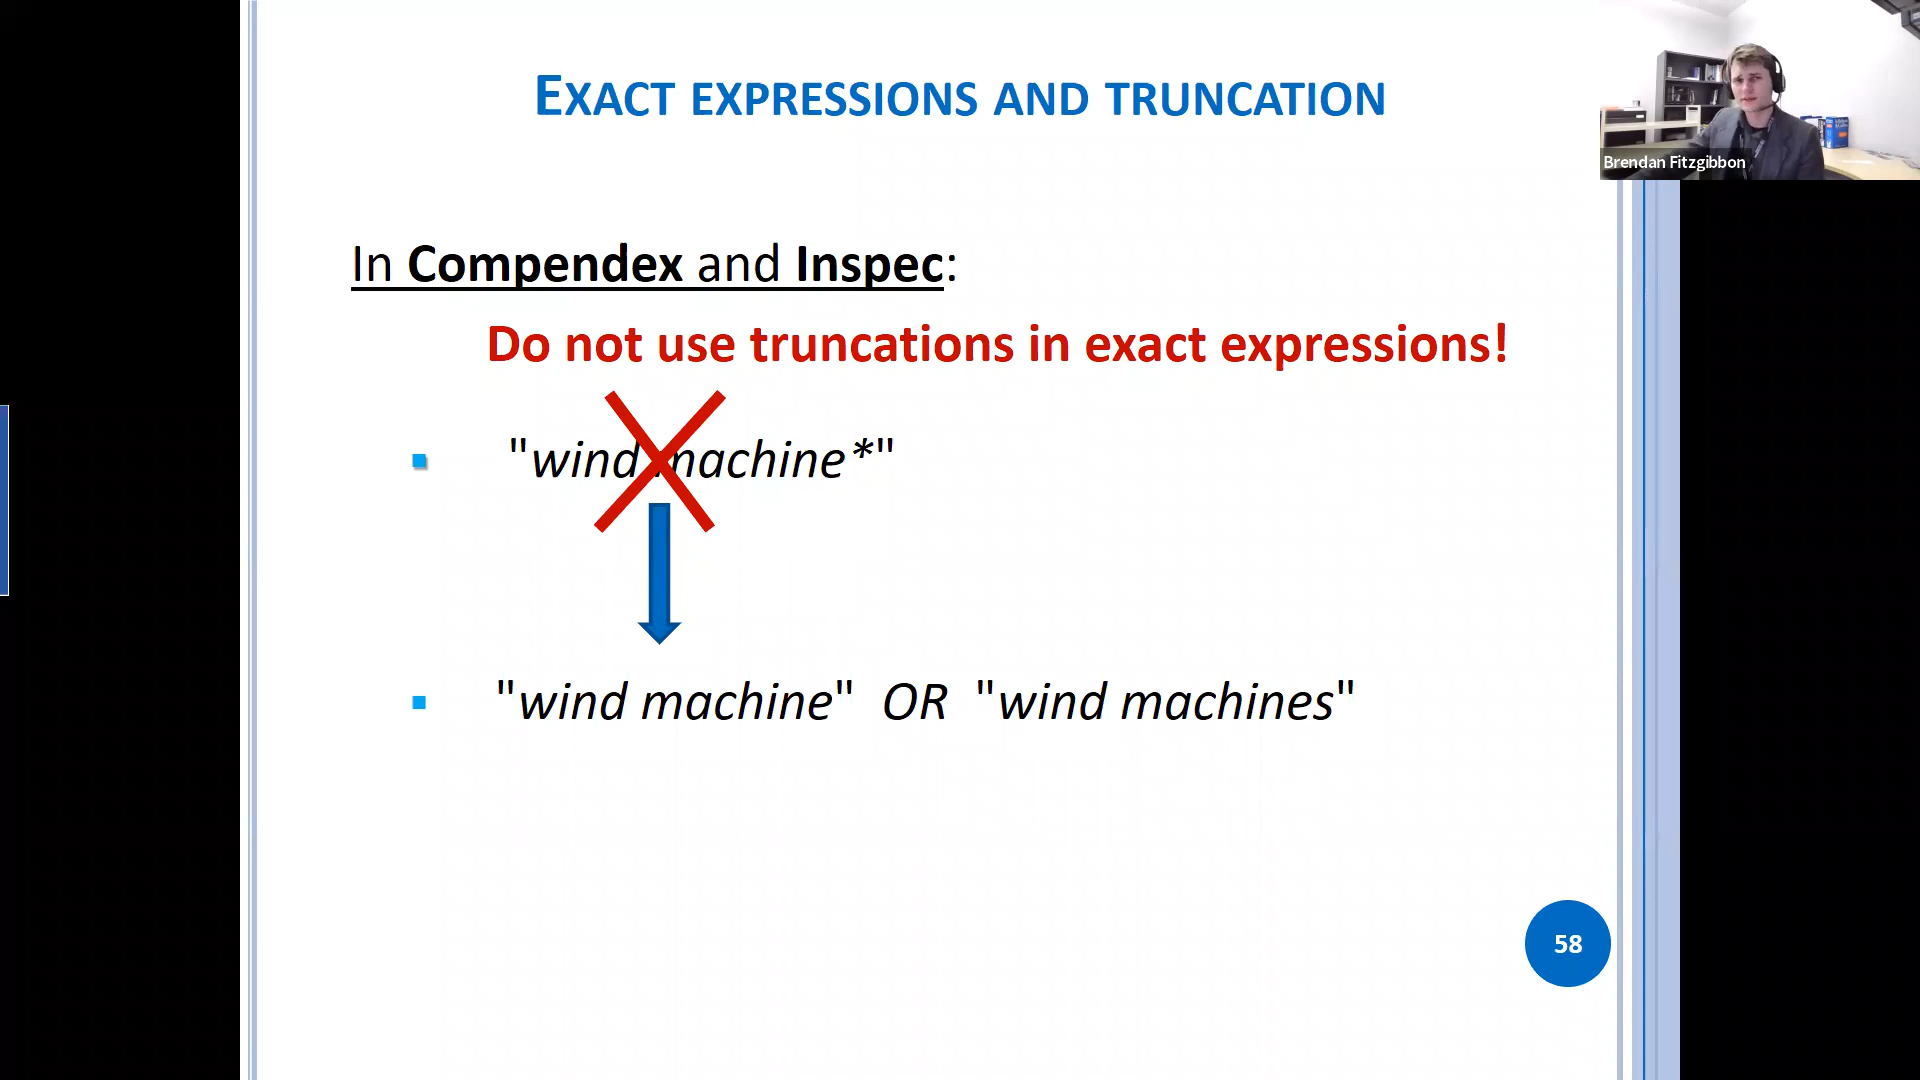 EXACT EXPRESSIONS AND TRUNCATION
Brendan Fitzgibbon
In Compendex and Inspec:
Do not use truncations in exact expressions!
"wind machine*"
"wind machine" OR "wind machines"
58